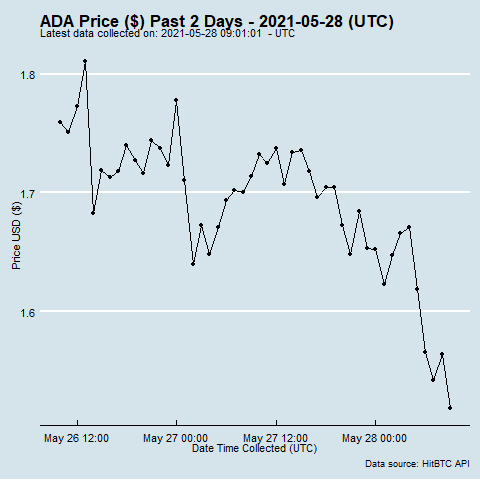 ADA Price ($) Past 2 Days - 2021-05-28 (UTC)
Latest data collected on: 2021-05-28 09:01:01 - UTC
1.8
1.7
1.6
Price USD ($)
May 26 12:00 May 27 00:00 May 27 12:00 May 28 00:00
Date Time Collected (UTC)
Data source: HitBTC API